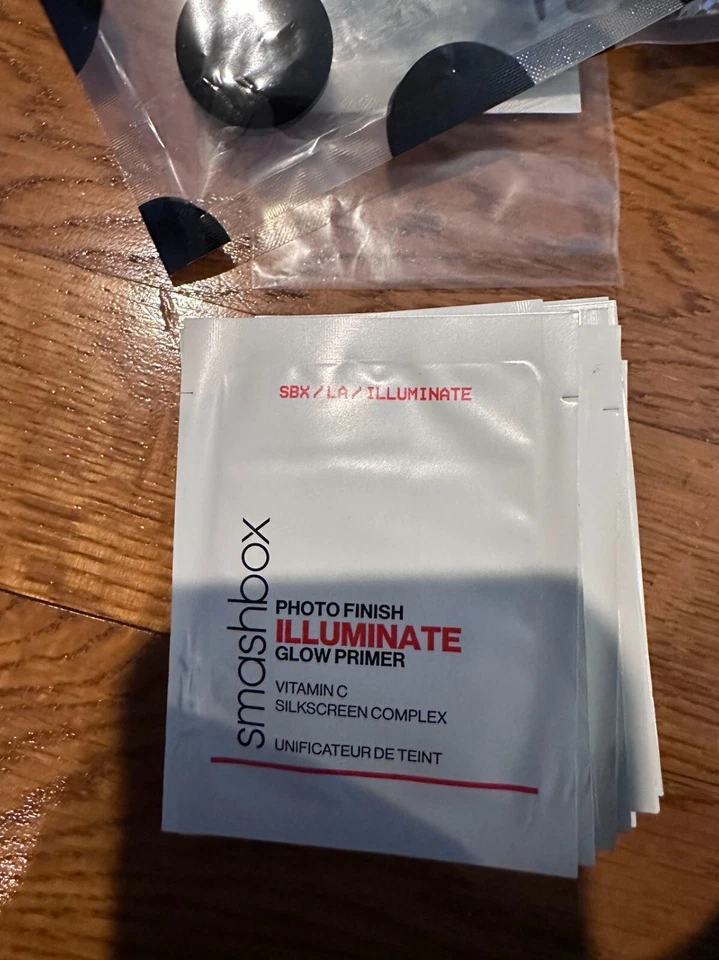 SBX/LA/ILLUMINATE
smashbox
PHOTO FINISH
ILLUMINATE
GLOW PRIMER
VITAMIN C
SILKSCREEN COMPLEX
UNIFICATEUR DE TEINT